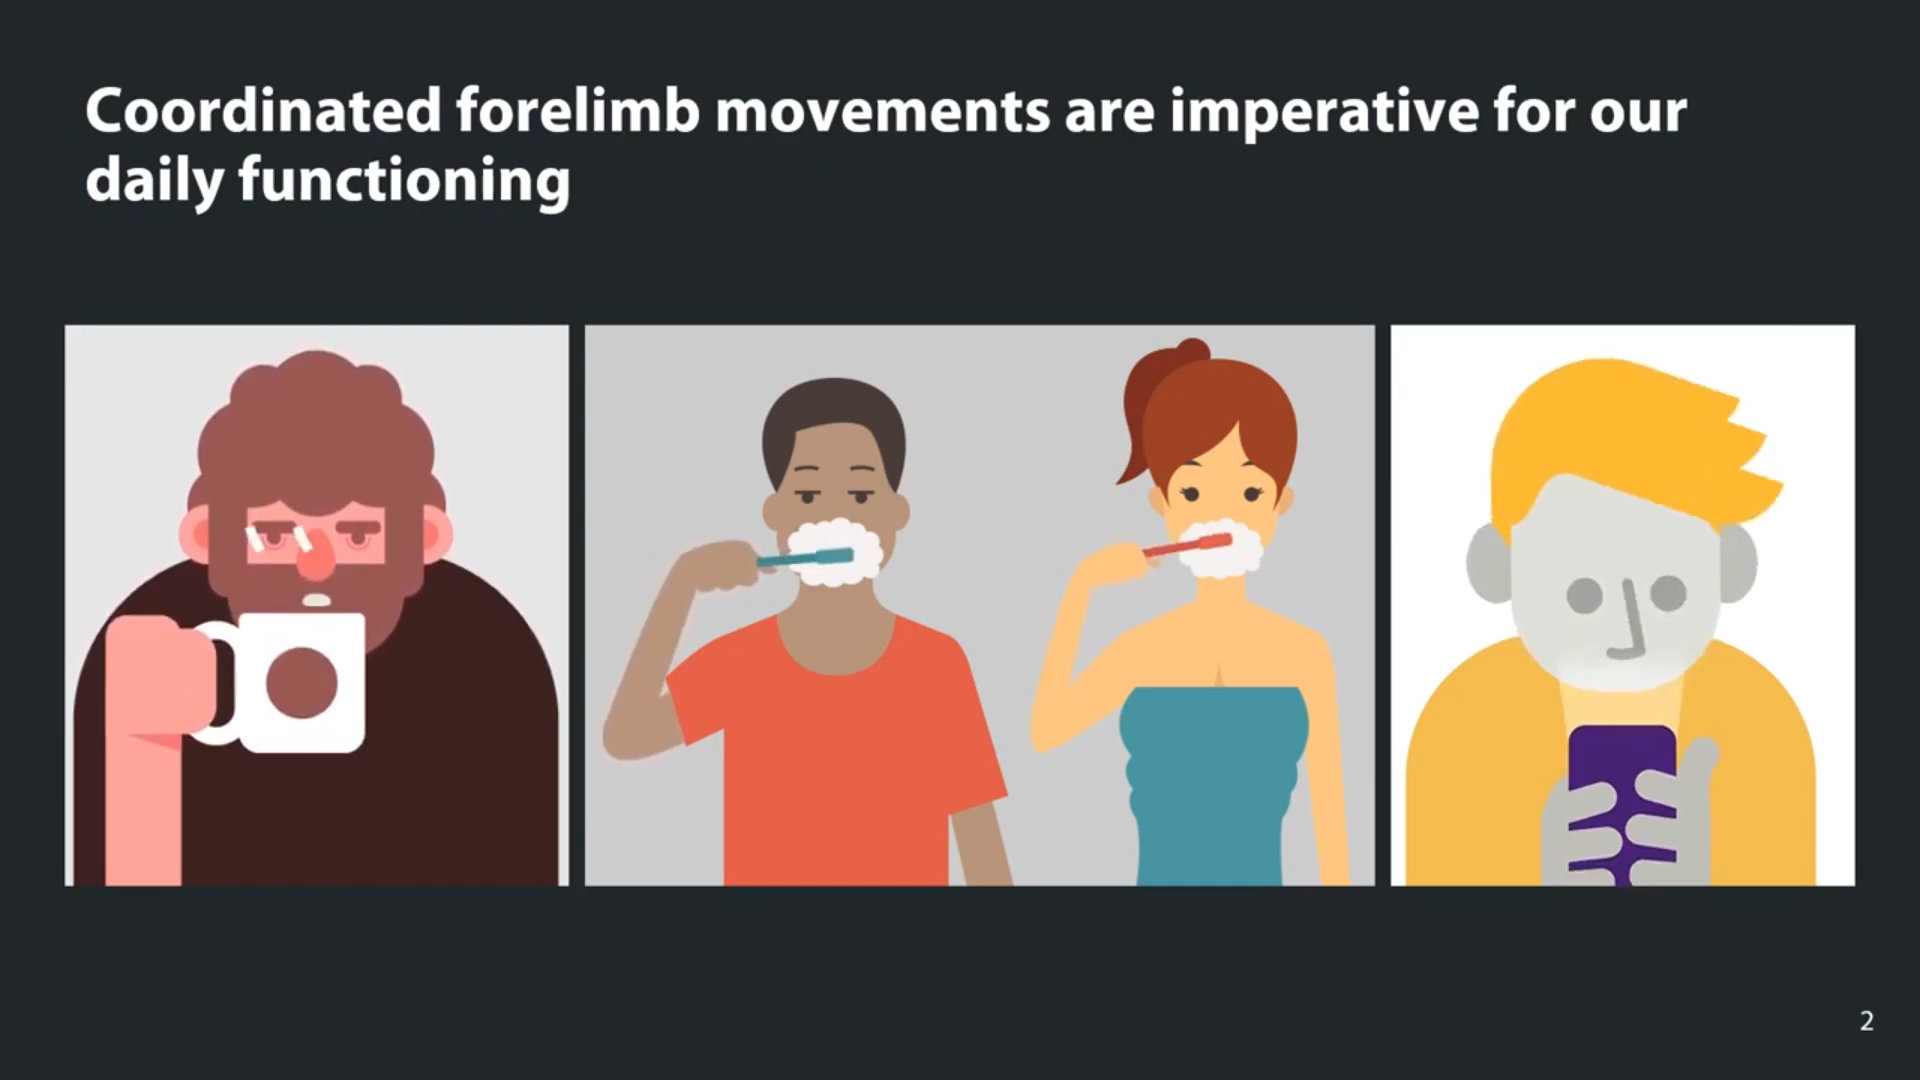 Coordinated forelimb movements are imperative for our
daily functioning
2